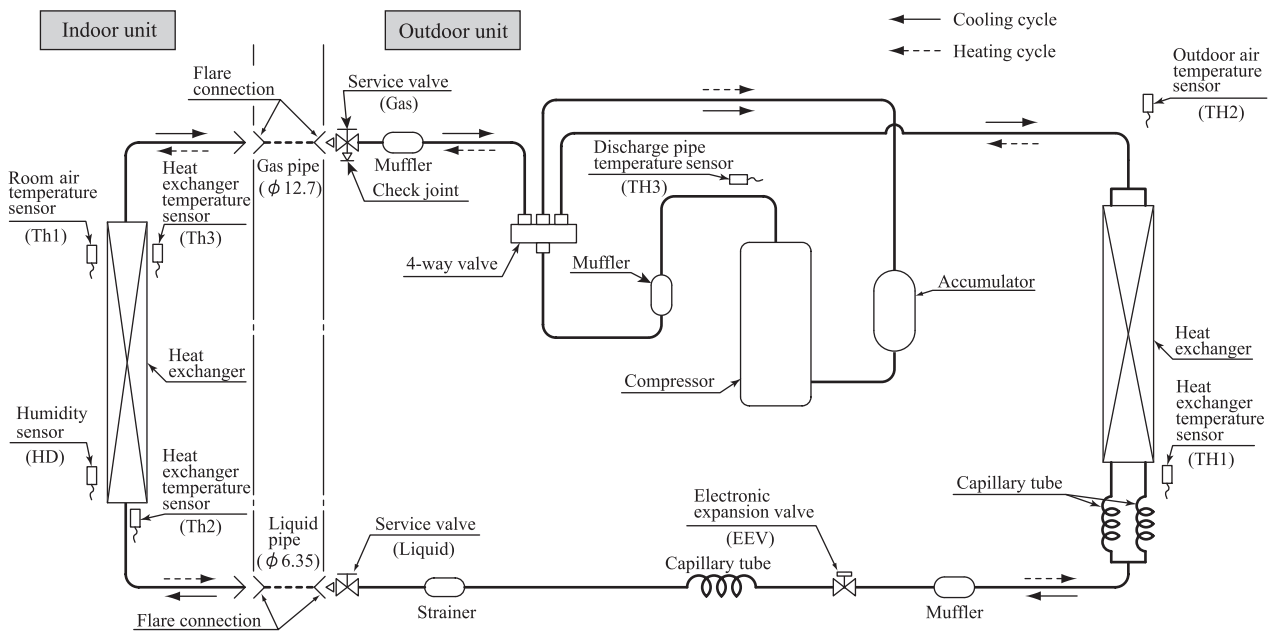 Indoor unit
Outdoor unit
Cooling cycle
Heating cycle
Flare
connection
Service valve
(Gas)
Outdoor air
temperature
sensor
(TH2)
Room air
temperature
sensor
(Th1)
Heat
exchanger
temperature
sensor
(Th3)
Gas pipe
(ϕ 12.7)
Muffler
Check joint
Discharge pipe
temperature sensor
(TH3)
4-way valve
Muffler
Accumulator
Heat
exchanger
Compressor
Heat
exchanger
Humidity
sensor
(HD)
Heat
exchanger
temperature
sensor
(Th2)
Heat
exchanger
temperature
sensor
(TH1)
Capillary tube
Liquid
pipe
(ϕ 6.35)
Service valve
(Liquid)
Electronic
expansion valve
(EEV)
Capillary tube
Flare connection
Strainer
Muffler